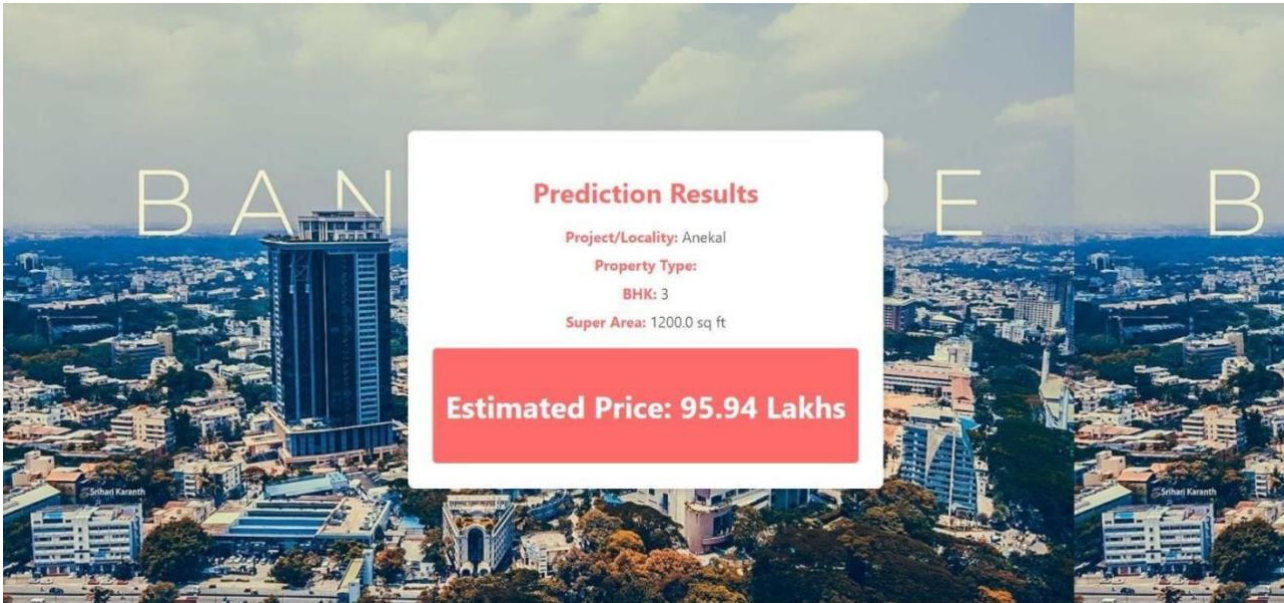 BAN
RE
B
Prediction Results
Project/Locality: Anekal
Property Type:
BHK: 3
Super Area: 1200.0 sq ft
Estimated Price: 95.94 Lakhs
Srihari Karanth
Srihari Karanth